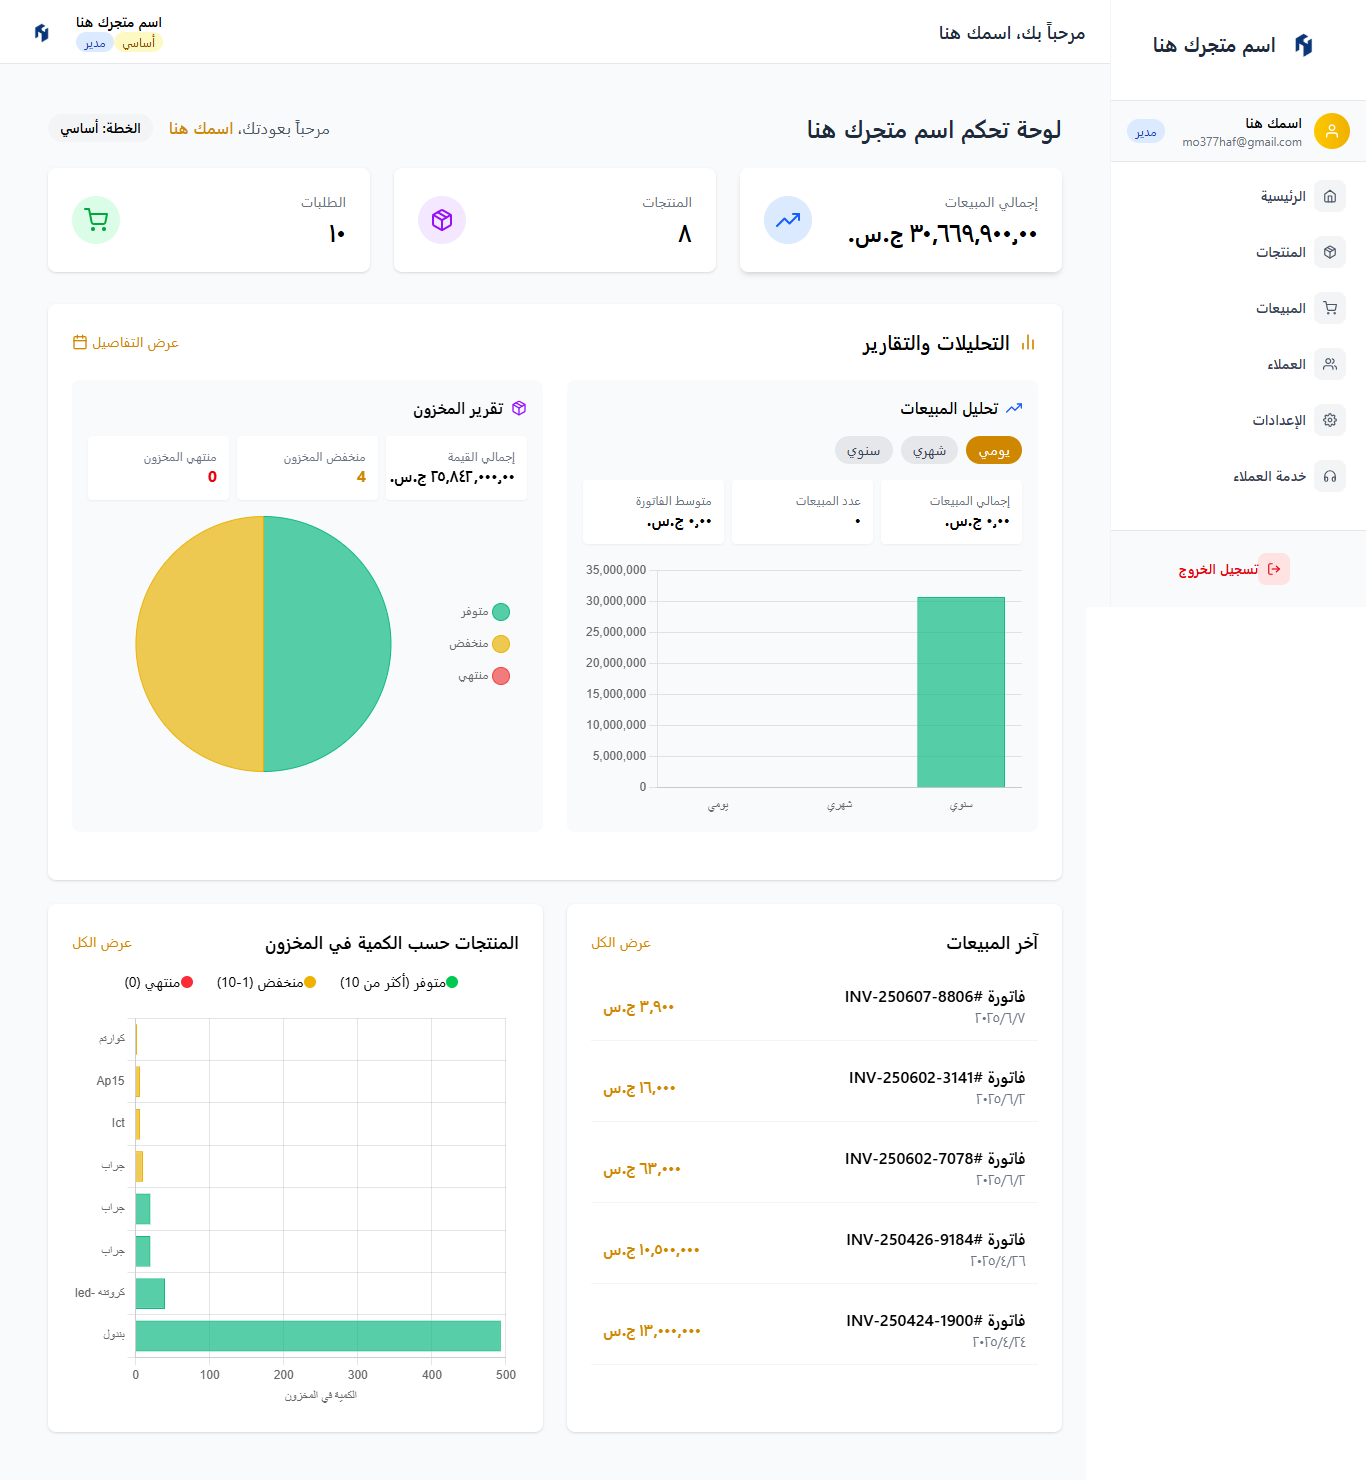 اسم متجرك هنا
اسمك هنا
mo377haf@gmail.com
مدير
الرئيسية
المنتجات
المبيعات
العملاء
الإعدادات
خدمة العملاء
تسجيل الخروج
مرحباً بك، اسمك هنا
اسم متجرك هنا
أساسي
مدير
لوحة تحكم اسم متجرك هنا
مرحباً بعودتك، اسمك هنا
الخطة: أساسي
إجمالي المبيعات
٣٠,٦٦٩,٩٠٠,٠٠ ج.س.
المنتجات
٨
الطلبات
١٠
التحليلات والتقارير
عرض التفاصيل
تحليل المبيعات
يومي
شهري
سنوي
إجمالي المبيعات
٠,٠٠ ج.س.
عدد المبيعات
٠
متوسط الفاتورة
٠,٠٠ ج.س.
35,000,000
30,000,000
25,000,000
20,000,000
15,000,000
10,000,000
5,000,000
0
سنوي
شهري
يومي
تقرير المخزون
إجمالي القيمة
٢٥,٨٤٢,٠٠٠,٠٠ ج.س.
منخفض المخزون
4
منتهي المخزون
0
متوفر
منخفض
منتهي
آخر المبيعات
عرض الكل
فاتورة #INV-250607-8806
٢٠٢٥/٦/٧
٣,٩٠٠ ج.س
فاتورة #INV-250602-3141
٢٠٢٥/٦/٢
١٦,٠٠٠ ج.س
فاتورة #INV-250602-7078
٢٠٢٥/٦/٢
٦٣,٠٠٠ ج.س
فاتورة #INV-250426-9184
٢٠٢٥/٤/٢٦
١٠,٥٠٠,٠٠٠ ج.س
فاتورة #INV-250424-1900
٢٠٢٥/٤/٢٤
١٣,٠٠٠,٠٠٠ ج.س
المنتجات حسب الكمية في المخزون
عرض الكل
متوفر (أكثر من 10)
منخفض (1-10)
منتهي (0)
كوارتم
Ap15
Ict
جراب
جراب
جراب
كروتنه -led
بندول
0
100
200
300
400
500
الكمية في المخزون